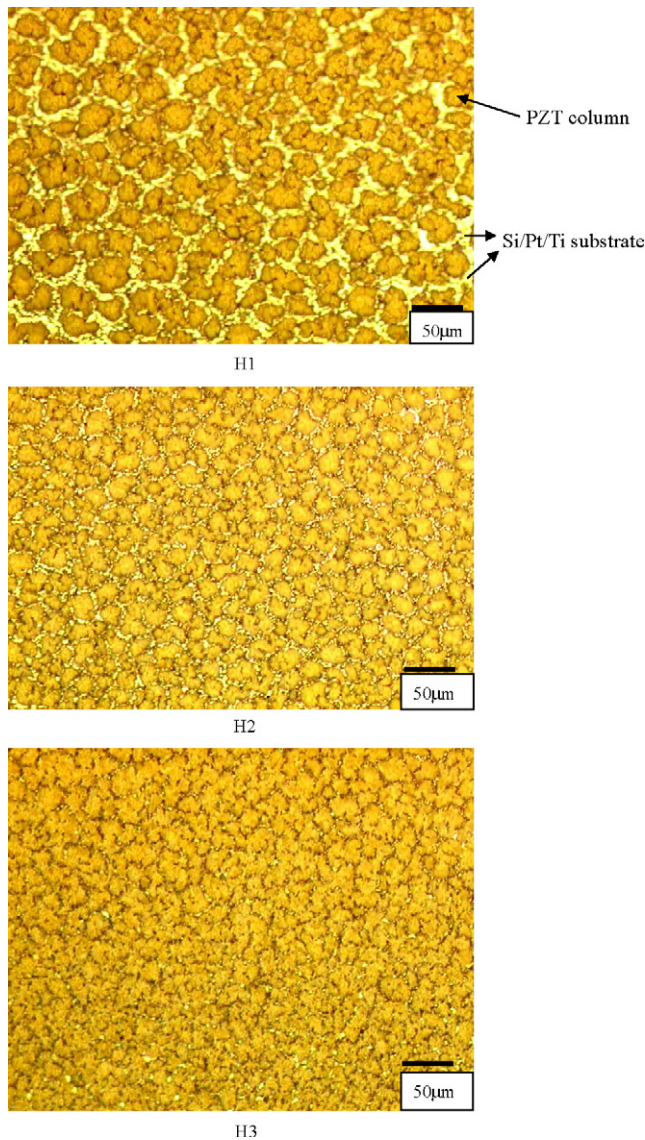 PZT column
Si/Pt/Ti substrate
50μm
H1
50μm
H2
50μm
H3